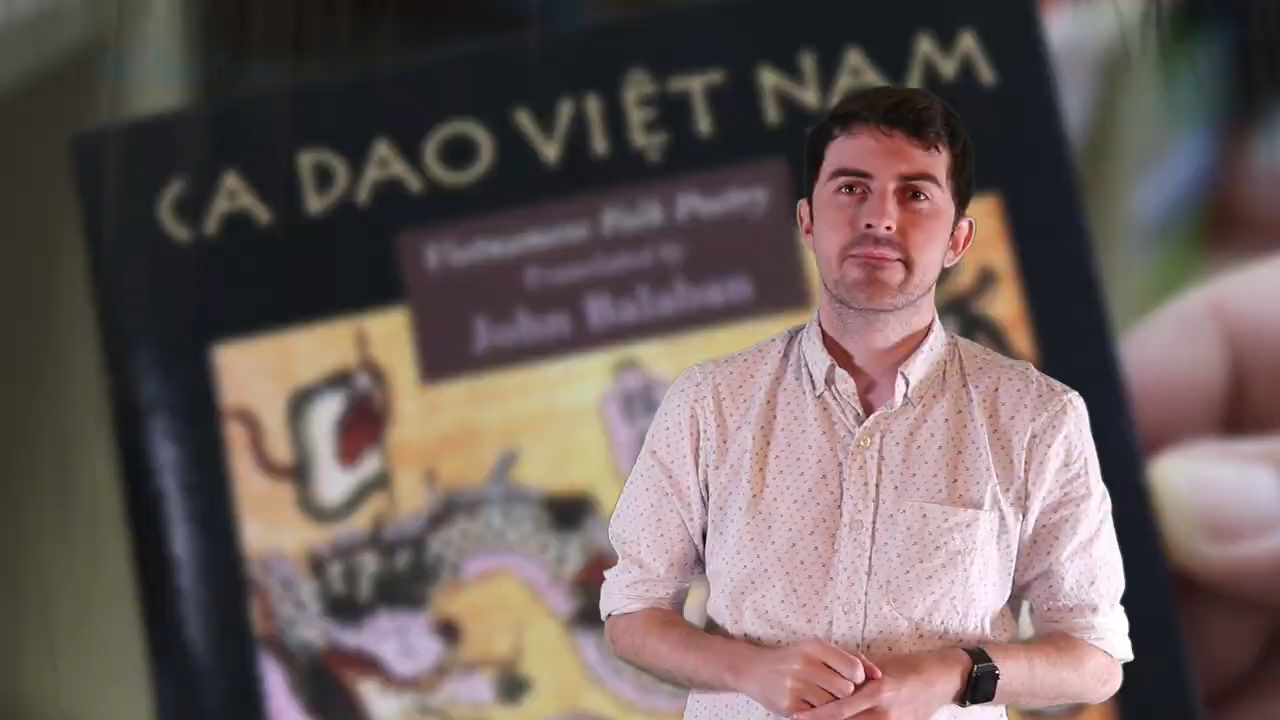 CA DAO VIỆT NAM
Vietnamese Folk Poetry
Translated by
John Balaban